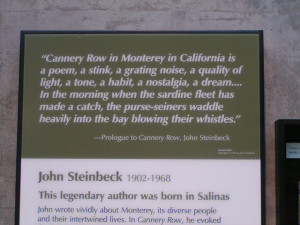 "Cannery Row in Monterey in California is
a poem, a stink, a grating noise, a quality of
light, a tone, a habit, a nostalgia, a dream....
In the morning when the sardine fleet has
made a catch, the purse-seiners waddle
heavily into the bay blowing their whistles."
—Prologue to Cannery Row, John Steinbeck
John Steinbeck 1902-1968
This legendary author was born in Salinas
John wrote vividly about Monterey, its diverse people
and their intertwined lives. In Cannery Row, he evoked